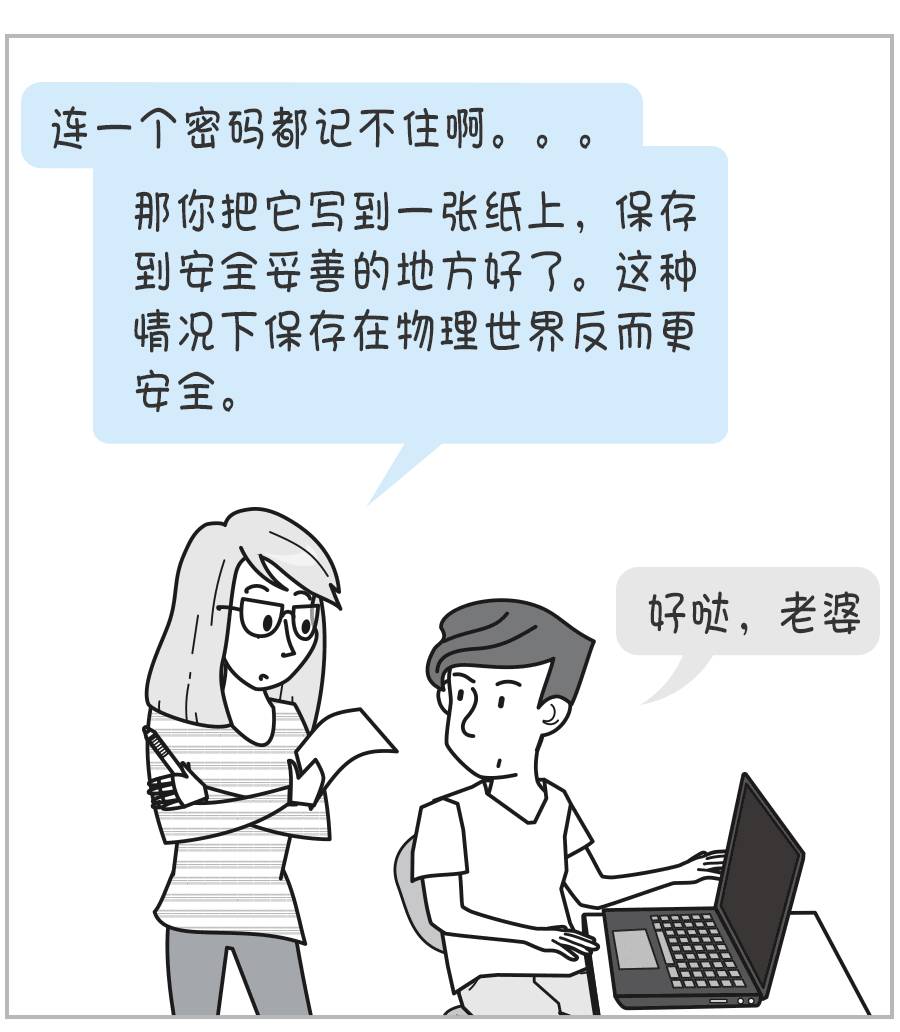 连一个密码都记不住啊。。。
那你把它写到一张纸上，保存
到安全妥善的地方好了。这种
情况下保存在物理世界反而更
安全。
好哒，老婆